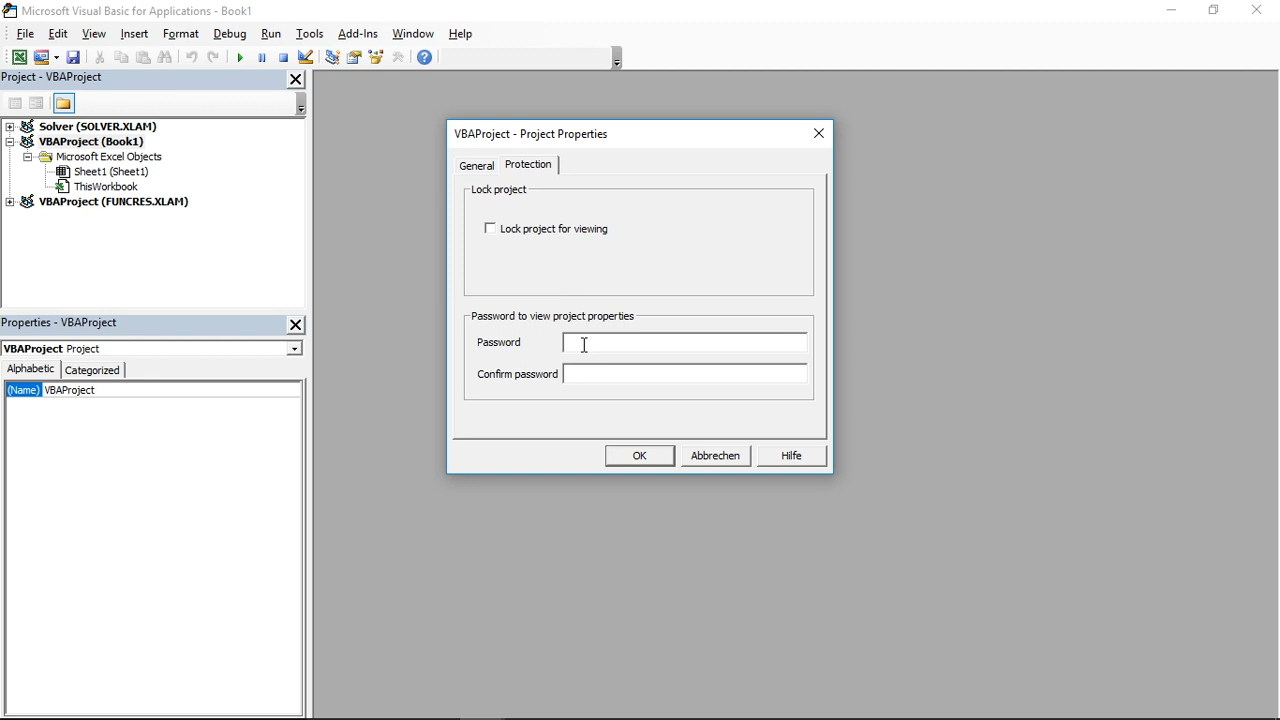 Microsoft Visual Basic for Applications - Book1
File Edit View Insert Format Debug Run Tools Add-Ins Window Help
Project - VBAProject
Solver (SOLVER.XLAM)
VBAProject (Book1)
Microsoft Excel Objects
Sheet1 (Sheet1)
ThisWorkbook
VBAProject (FUNCRES.XLAM)
Properties - VBAProject
VBAProject Project
Alphabetic Categorized
(Name) VBAProject
VBAProject - Project Properties
General Protection
Lock project
Lock project for viewing
Password to view project properties
Password
Confirm password
OK Abbrechen Hilfe